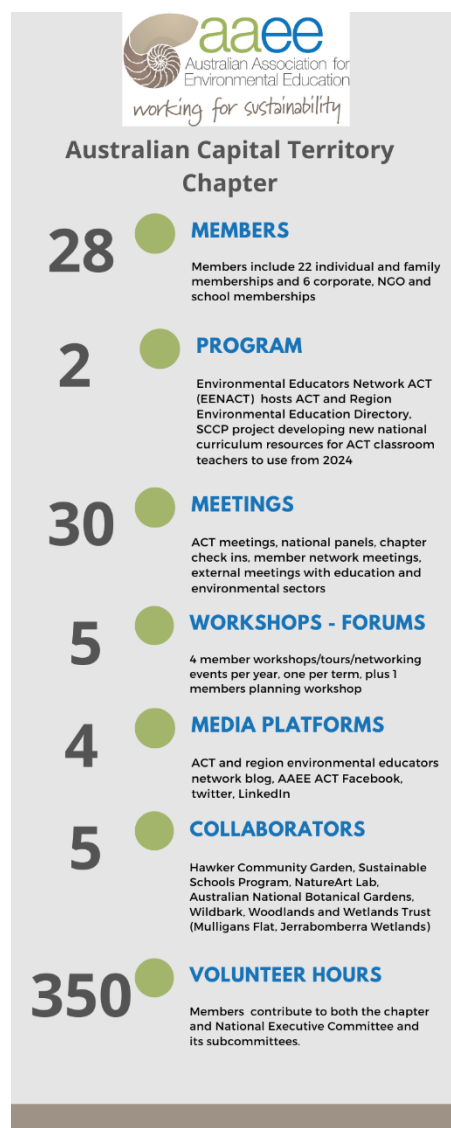 aaee
Australian Association for
Environmental Education
working for sustainability
Australian Capital Territory
Chapter
28
MEMBERS
Members include 22 individual and family
memberships and 6 corporate, NGO and
school memberships
2
PROGRAM
Environmental Educators Network ACT
(EENACT) hosts ACT and Region
Environmental Education Directory,
SCCP project developing new national
curriculum resources for ACT classroom
teachers to use from 2024
30
MEETINGS
ACT meetings, national panels, chapter
check ins, member network meetings,
external meetings with education and
environmental sectors
5
WORKSHOPS - FORUMS
4 member workshops/tours/networking
events per year, one per term, plus 1
members planning workshop
4
MEDIA PLATFORMS
ACT and region environmental educators
network blog, AAEE ACT Facebook,
twitter, LinkedIn
5
COLLABORATORS
Hawker Community Garden, Sustainable
Schools Program, NatureArt Lab,
Australian National Botanical Gardens,
Wildbark, Woodlands and Wetlands Trust
(Mulligans Flat, Jerrabomberra Wetlands)
350
VOLUNTEER HOURS
Members contribute to both the chapter
and National Executive Committee and
its subcommittees.